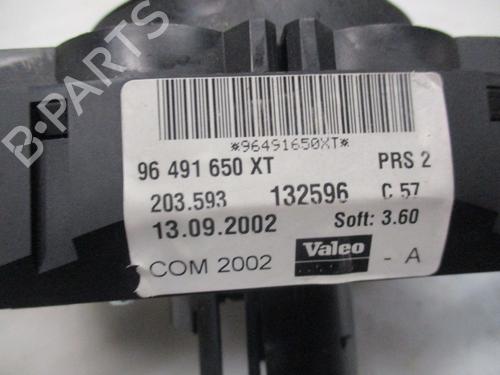 B-PARTS
*96491650XT*
96 491 650 XT PRS 2
203.593 132596 C 57
13.09.2002 Soft: 3.60
COM 2002 Valeo - A